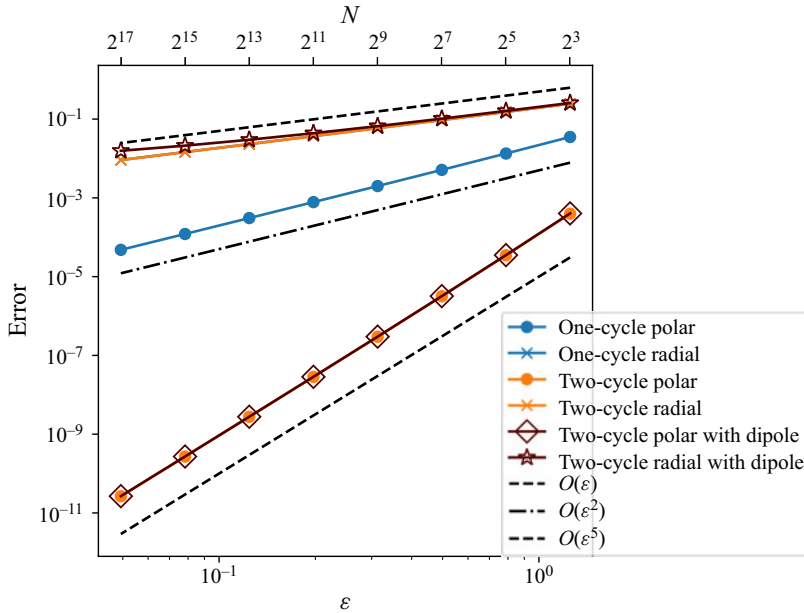 N
2^17 2^15 2^13 2^11 2^9 2^7 2^5 2^3
Error
10^–1
10^–3
10^–5
10^–7
10^–9
10^–11
10^–1 10^0
ε
One-cycle polar
One-cycle radial
Two-cycle polar
Two-cycle radial
Two-cycle polar with dipole
Two-cycle radial with dipole
O(ε)
O(ε^2)
O(ε^5)